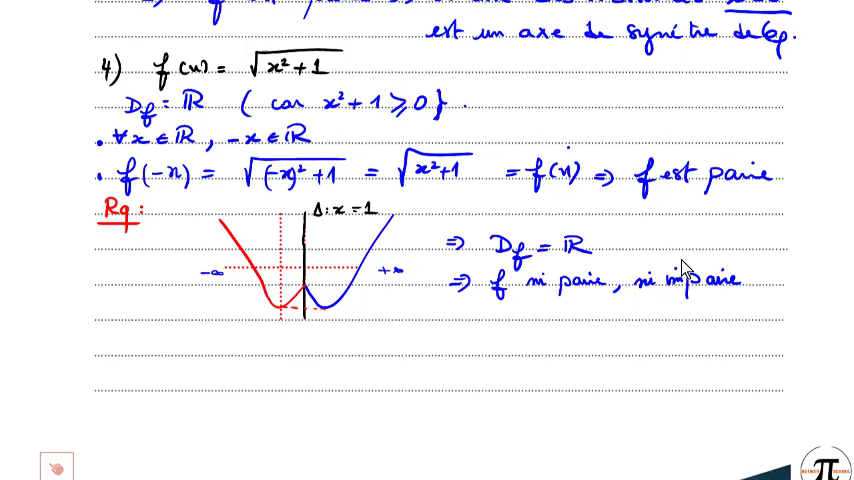 est un axe de symétre de Cf.
4) f(x) = √x² + 1
Df = ℝ ( car x² + 1 ⩾ 0 } .
• ∀x ∈ ℝ, -x ∈ ℝ
• f(-x) = √(-x)² + 1 = √x² + 1 = f(x) ⇒ f est paire
Rq :
Δ: x = 1
-∞
+∞
⇒ Df = ℝ
⇒ f ni paire, ni impaire
π